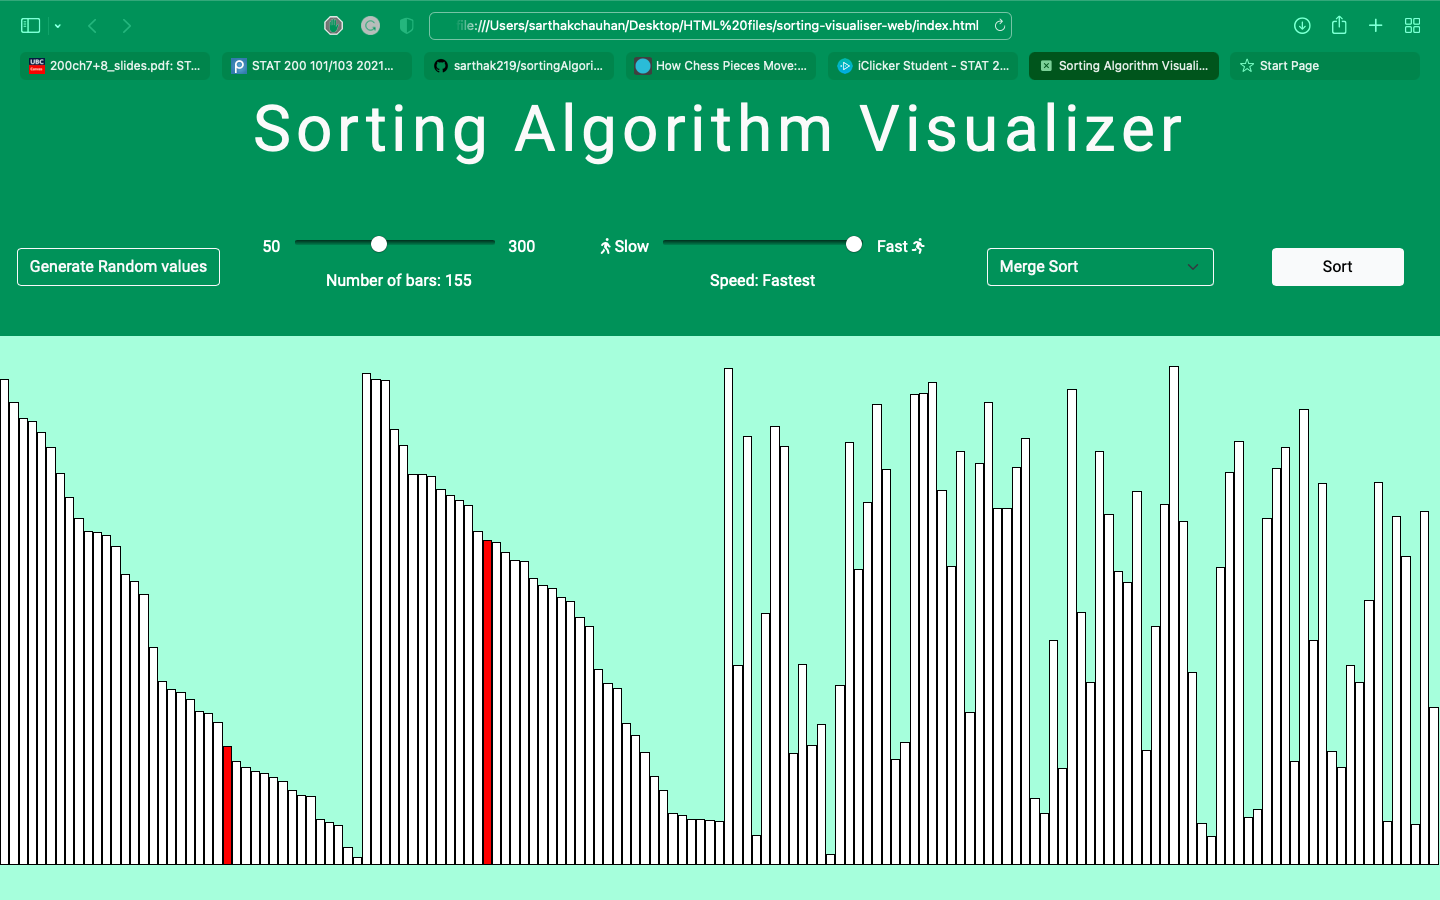 file:///Users/sarthakchauhan/Desktop/HTML%20files/sorting-visualiser-web/index.html
UBC 200ch7+8_slides.pdf: ST... STAT 200 101/103 2021... sarthak219/sortingAlgori... How Chess Pieces Move:... iClicker Student - STAT 2... Sorting Algorithm Visuali... Start Page
Sorting Algorithm Visualizer
50 300 Slow Fast
Generate Random values Merge Sort Sort
Number of bars: 155 Speed: Fastest